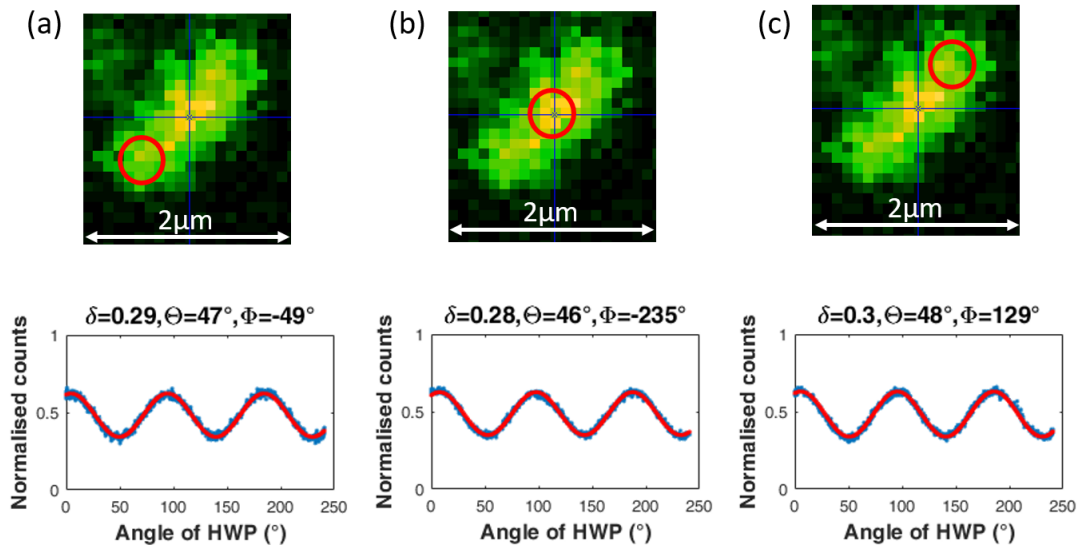 (a)
(b)
(c)
2μm
2μm
2μm
δ=0.29,Θ=47°,Φ=-49°
Normalised counts
1
0.5
0
0 50 100 150 200 250
Angle of HWP (°)
δ=0.28,Θ=46°,Φ=-235°
Normalised counts
1
0.5
0
0 50 100 150 200 250
Angle of HWP (°)
δ=0.3,Θ=48°,Φ=129°
Normalised counts
1
0.5
0
0 50 100 150 200 250
Angle of HWP (°)